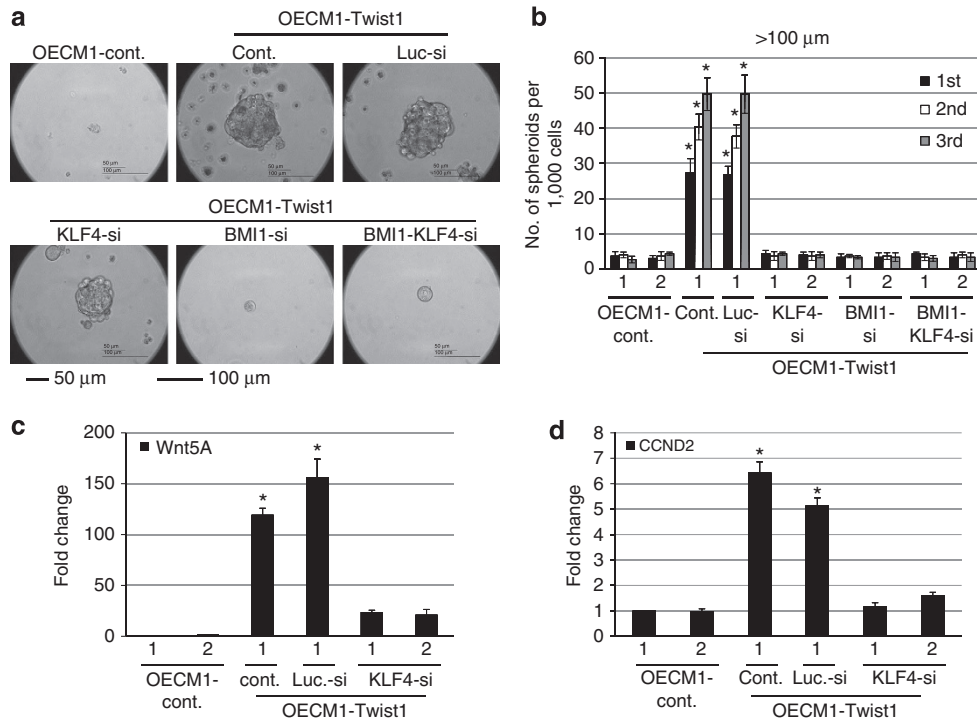 a
OECM1-Twist1
OECM1-cont. Cont. Luc-si
50 μm
100 μm
50 μm
100 μm
50 μm
100 μm
OECM1-Twist1
KLF4-si BMI1-si BMI1-KLF4-si
50 μm
100 μm
50 μm
100 μm
50 μm
100 μm
50 μm 100 μm
b
>100 μm
No. of spheroids per
1,000 cells
60
50
40
30
20
10
0
* * * * * *
1st
2nd
3rd
1 2 1 1 1 2 1 2 1 2
OECM1-
cont.
Cont.
Luc-
si
KLF4-
si
BMI1-
si
BMI1-
KLF4-si
OECM1-Twist1
c
Fold change
200
150
100
50
0
Wnt5A
* *
1 2 1 1 1 2
OECM1-
cont.
cont. Luc.-si KLF4-si
OECM1-Twist1
d
Fold change
8
7
6
5
4
3
2
1
0
CCND2
* *
1 2 1 1 1 2
OECM1-
cont.
Cont. Luc.-si KLF4-si
OECM1-Twist1